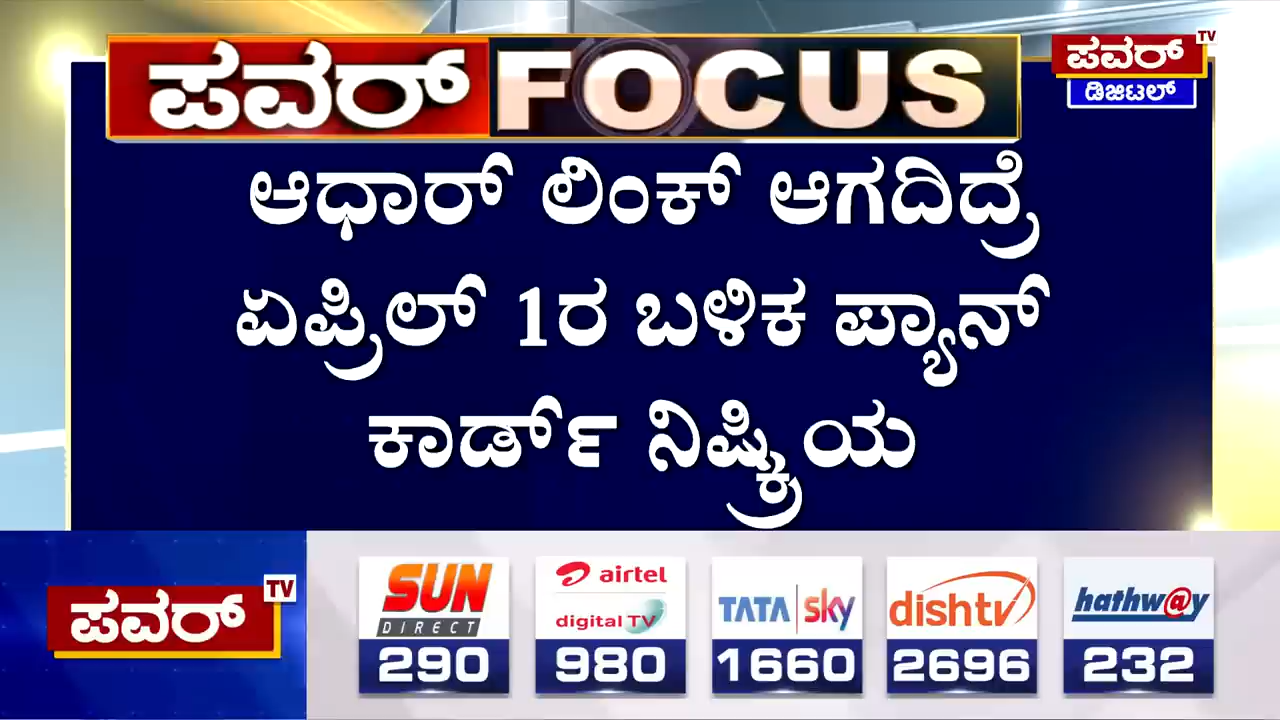 ಪವರ್ FOCUS
ಪವರ್ TV
ಡಿಜಿಟಲ್
ಆಧಾರ್ ಲಿಂಕ್ ಆಗದಿದ್ರೆ
ಏಪ್ರಿಲ್ 1ರ ಬಳಿಕ ಪ್ಯಾನ್
ಕಾರ್ಡ್ ನಿಷ್ಕ್ರಿಯ
ಪವರ್ TV
SUN
DIRECT
290
airtel
digital TV
980
TATA sky
1660
dishtv
2696
hathw@y
232